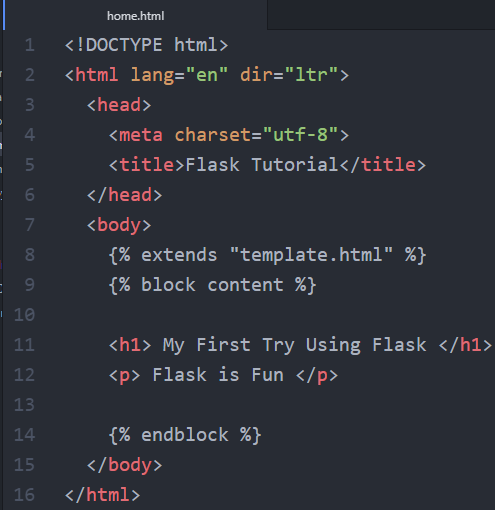 home.html
1 <!DOCTYPE html>
2 <html lang="en" dir="ltr">
3 <head>
4 <meta charset="utf-8">
5 <title>Flask Tutorial</title>
6 </head>
7 <body>
8 {% extends "template.html" %}
9 {% block content %}
10
11 <h1> My First Try Using Flask </h1>
12 <p> Flask is Fun </p>
13
14 {% endblock %}
15 </body>
16 </html>